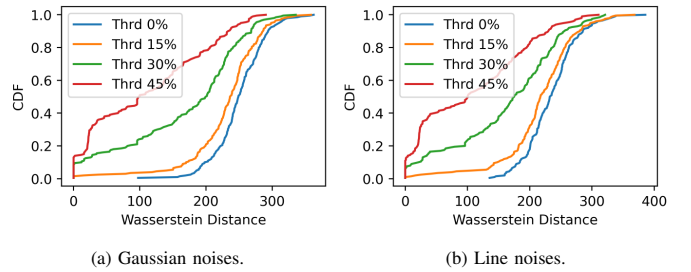 1.0
0.8
0.6
0.4
0.2
0.0
CDF
Thrd 0%
Thrd 15%
Thrd 30%
Thrd 45%
0 100 200 300
Wasserstein Distance
(a) Gaussian noises.
1.0
0.8
0.6
0.4
0.2
0.0
CDF
Thrd 0%
Thrd 15%
Thrd 30%
Thrd 45%
0 100 200 300 400
Wasserstein Distance
(b) Line noises.